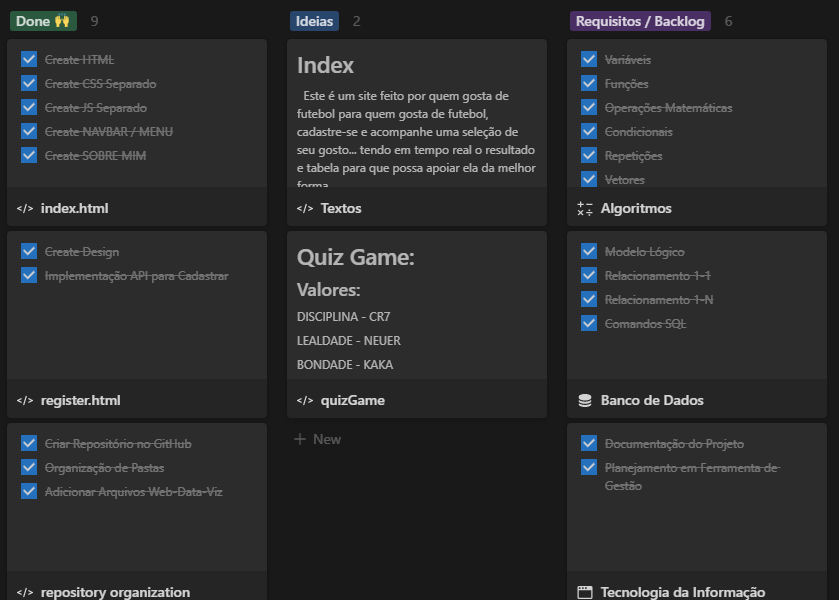 Done 🙌 9
Create HTML
Create CSS Separado
Create JS Separado
Create NAVBAR / MENU
Create SOBRE MIM
</> index.html
Create Design
Implementação API para Cadastrar
</> register.html
Criar Repositório no GitHub
Organização de Pastas
Adicionar Arquivos Web-Data-Viz
</> repository organization
Ideias 2
Index
Este é um site feito por quem gosta de
futebol para quem gosta de futebol,
cadastre-se e acompanhe uma seleção de
seu gosto... tendo em tempo real o resultado
e tabela para que possa apoiar ela da melhor
forma
</> Textos
Quiz Game:
Valores:
DISCIPLINA - CR7
LEALDADE - NEUER
BONDADE - KAKA
</> quizGame
+ New
Requisitos / Backlog 6
Variáveis
Funções
Operações Matemáticas
Condicionais
Repetições
Vetores
Algoritmos
Modelo Lógico
Relacionamento 1-1
Relacionamento 1-N
Comandos SQL
Banco de Dados
Documentação do Projeto
Planejamento em Ferramenta de
Gestão
Tecnologia da Informação